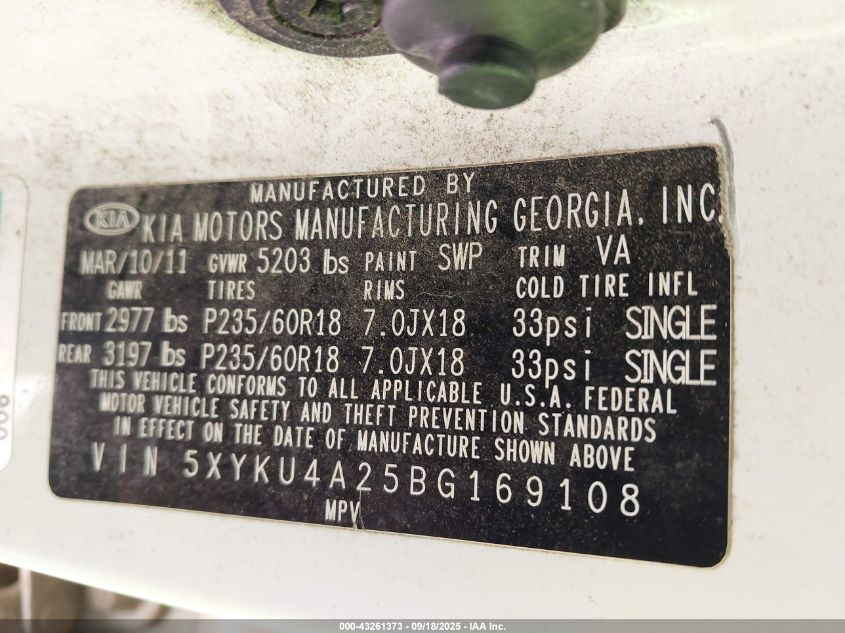 MANUFACTURED BY
KIA KIA MOTORS MANUFACTURING GEORGIA, INC.
MAR/10/11 GVWR 5203 lbs PAINT SWP TRIM VA
GAWR TIRES RIMS COLD TIRE INFL
FRONT 2977 lbs P235/60R18 7.0JX18 33psi SINGLE
REAR 3197 lbs P235/60R18 7.0JX18 33psi SINGLE
THIS VEHICLE CONFORMS TO ALL APPLICABLE U.S.A. FEDERAL
MOTOR VEHICLE SAFETY AND THEFT PREVENTION STANDARDS
IN EFFECT ON THE DATE OF MANUFACTURE SHOWN ABOVE
VIN 5XYKU4A25BG169108
MPV
000-43261373 - 09/18/2025 - IAA Inc.